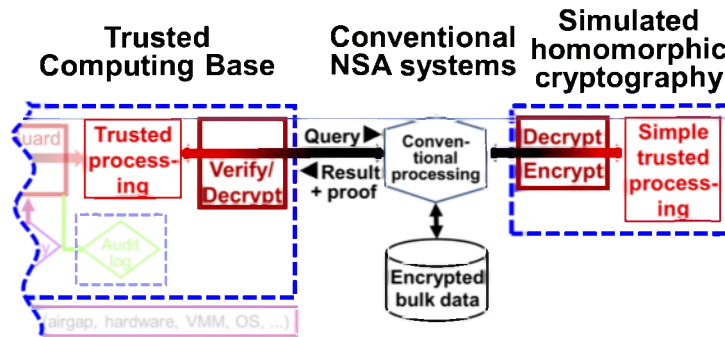 Trusted
Computing Base
Conventional
NSA systems
Simulated
homomorphic
cryptography
uard
Trusted
process-
ing
Verify/
Decrypt
Query
Result
+ proof
Conven-
tional
processing
Decrypt
Encrypt
Simple
trusted
process-
ing
y
Audit
log
Encrypted
bulk data
(airgap, hardware, VMM, OS, ...)